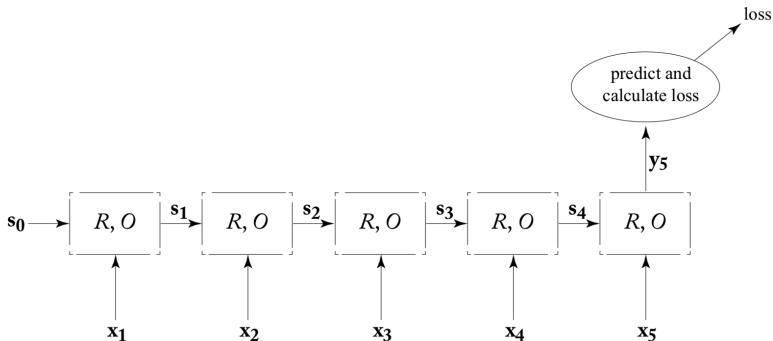 loss
predict and
calculate loss
y5
s1 s2 s3 s4
s0 R, O R, O R, O R, O R, O
x1 x2 x3 x4 x5